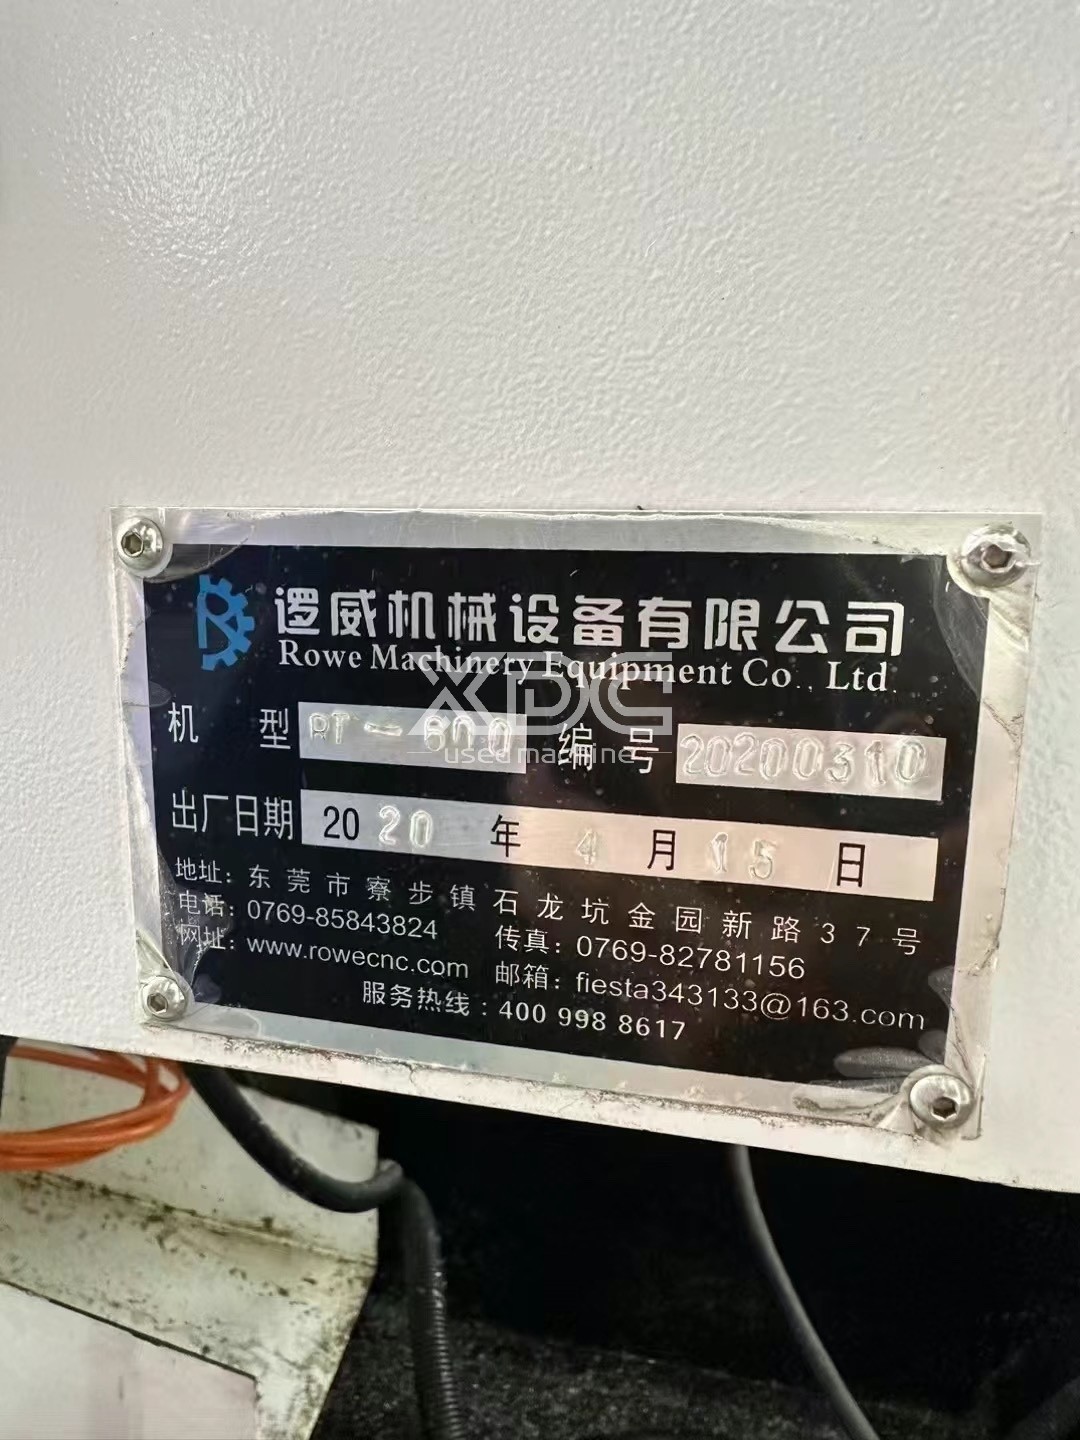 逻威机械设备有限公司
Rowe Machinery Equipment Co., Ltd.
XDC
used machine
机 型 RT-600 编 号 20200310
出厂日期 2020 年 4 月 15 日
地址: 东莞市寮步镇石龙坑金园新路37号
电话: 0769-85843824 传真: 0769-82781156
网址: www.rowecnc.com 邮箱: fiesta343133@163.com
服务热线: 400 998 8617